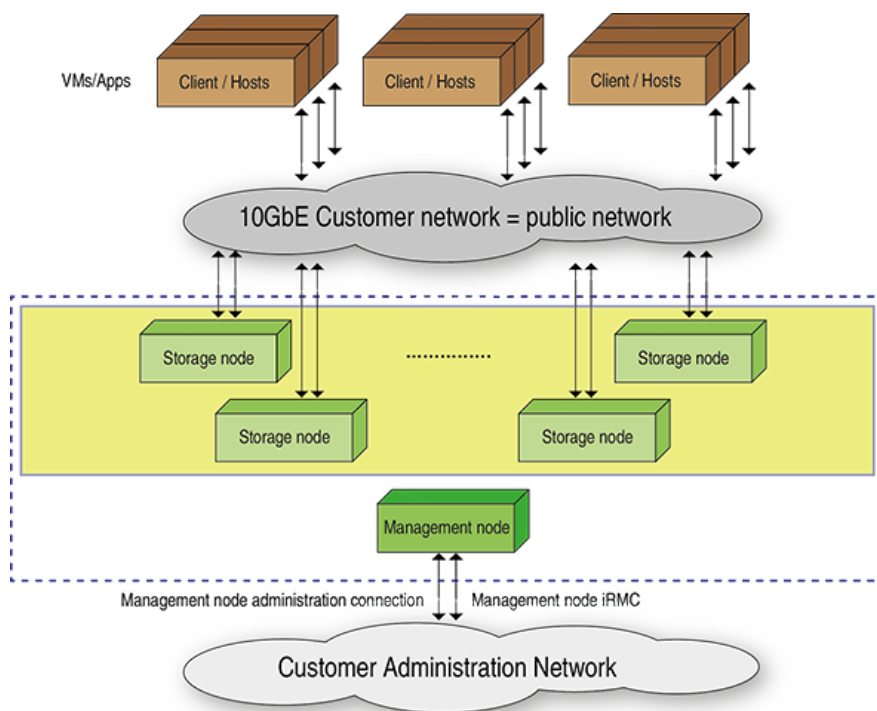 VMs/Apps
Client / Hosts
Client / Hosts
Client / Hosts
10GbE Customer network = public network
Storage node
...............
Storage node
Storage node
Storage node
Management node
Management node administration connection
Management node iRMC
Customer Administration Network